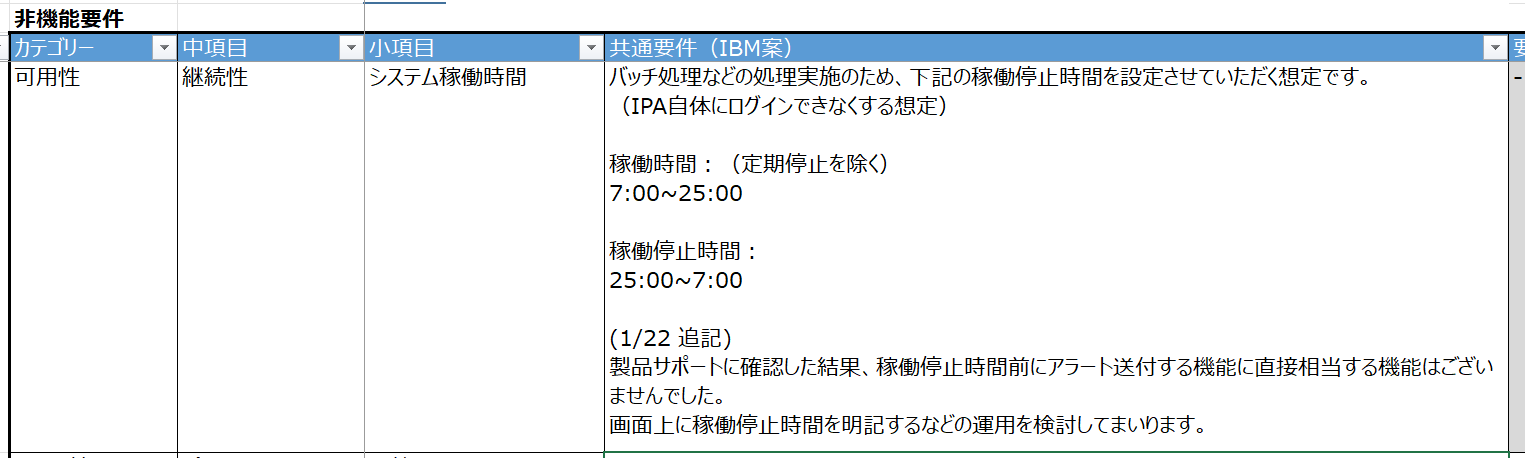 非機能要件
カテゴリー 中項目 小項目 共通要件（IBM案）
可用性 継続性 システム稼働時間 バッチ処理などの処理実施のため、下記の稼働停止時間を設定させていただく想定です。
（IPA自体にログインできなくする想定）
稼働時間：（定期停止を除く）
7:00~25:00
稼働停止時間：
25:00~7:00
(1/22 追記)
製品サポートに確認した結果、稼働停止時間前にアラート送付する機能に直接相当する機能はござい
ませんでした。
画面上に稼働停止時間を明記するなどの運用を検討してまいります。